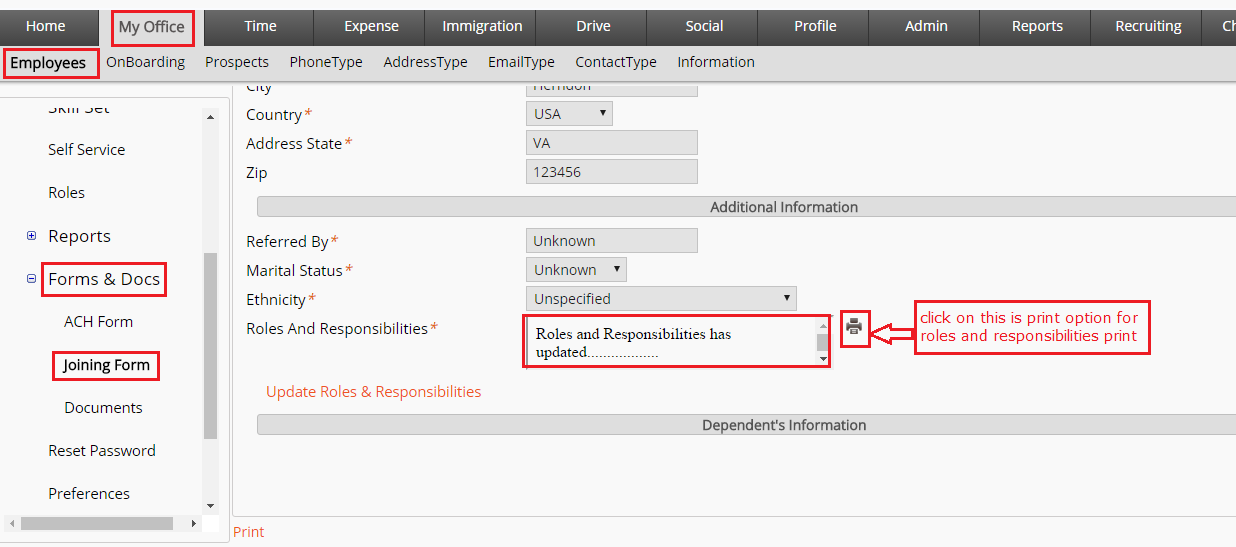 Home My Office Time Expense Immigration Drive Social Profile Admin Reports Recruiting
Employees OnBoarding Prospects PhoneType AddressType EmailType ContactType Information
Skill Set
Self Service
Roles
Reports
Forms & Docs
ACH Form
Joining Form
Documents
Reset Password
Preferences
City Herndon
Country* USA
Address State* VA
Zip 123456
Additional Information
Referred By* Unknown
Marital Status* Unknown
Ethnicity* Unspecified
Roles And Responsibilities* Roles and Responsibilities has
updated..................
click on this is print option for
roles and responsibilities print
Update Roles & Responsibilities
Dependent's Information
Print